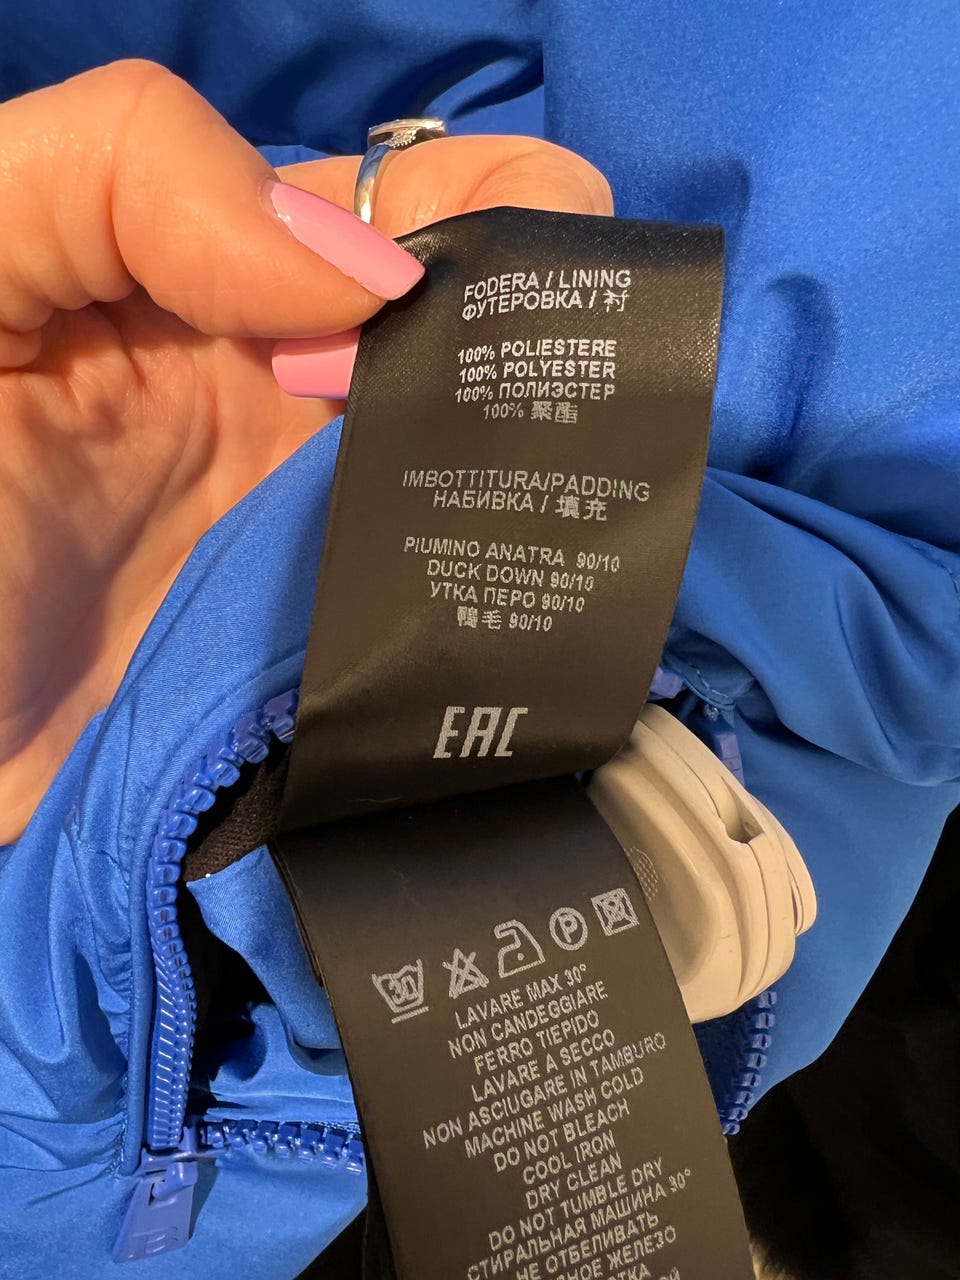 FODERA / LINING
ФУТЕРОВКА / 衬
100% POLIESTERE
100% POLYESTER
100% ПОЛИЭСТЕР
100% 聚酯
IMBOTTITURA/PADDING
НАБИВКА / 填充
PIUMINO ANATRA 90/10
DUCK DOWN 90/10
УТКА ПЕРО 90/10
鴨毛 90/10
EAC
30 P
LAVARE MAX 30°
NON CANDEGGIARE
FERRO TIEPIDO
LAVARE A SECCO
NON ASCIUGARE IN TAMBURO
MACHINE WASH COLD
DO NOT BLEACH
COOL IRON
DRY CLEAN
DO NOT TUMBLE DRY
СТИРАЛЬНАЯ МАШИНА 30°
НЕ ОТБЕЛИВАТЬ
ЖЕЛЕЗО